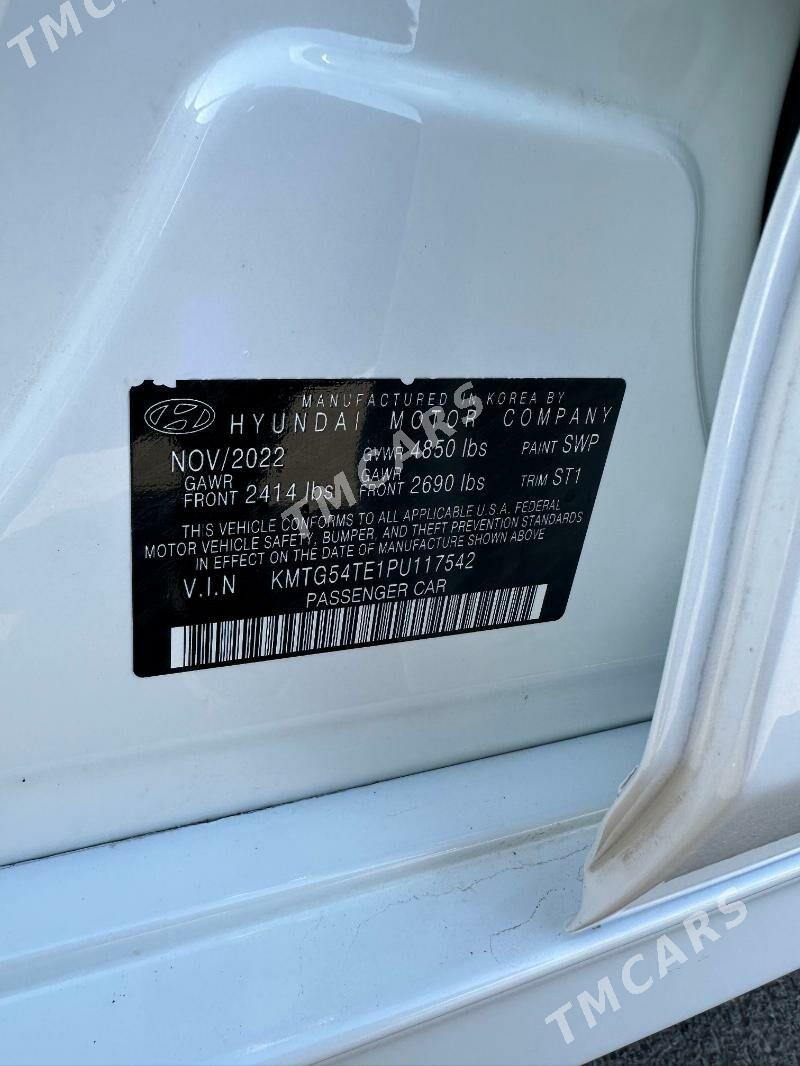 TMCARS
MANUFACTURED IN KOREA BY
HYUNDAI MOTOR COMPANY
NOV/2022 GVWR 4850 lbs PAINT SWP
GAWR FRONT 2414 lbs GAWR FRONT 2690 lbs TRIM ST1
THIS VEHICLE CONFORMS TO ALL APPLICABLE U.S.A. FEDERAL
MOTOR VEHICLE SAFETY, BUMPER, AND THEFT PREVENTION STANDARDS
IN EFFECT ON THE DATE OF MANUFACTURE SHOWN ABOVE
V.I.N KMTG54TE1PU117542
PASSENGER CAR
TMCARS
TMCARS